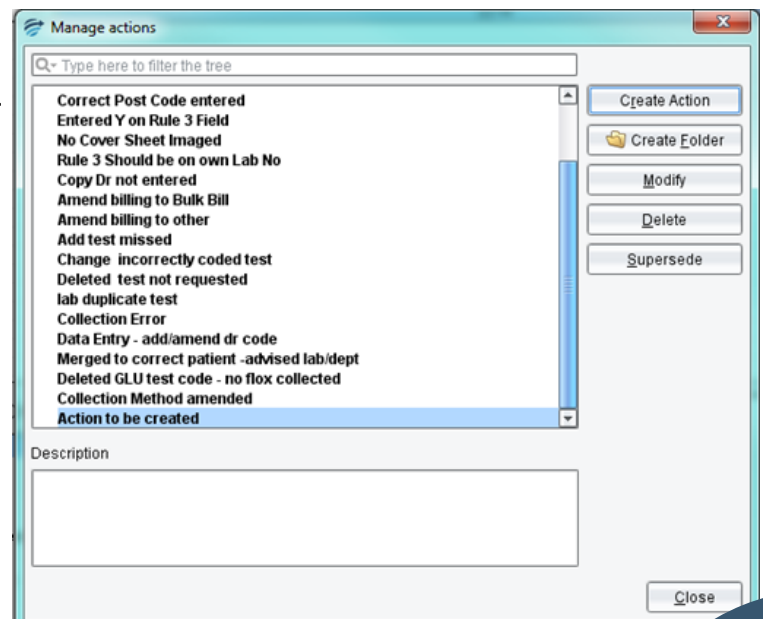 Manage actions
Type here to filter the tree
Correct Post Code entered
Entered Y on Rule 3 Field
No Cover Sheet Imaged
Rule 3 Should be on own Lab No
Copy Dr not entered
Amend billing to Bulk Bill
Amend billing to other
Add test missed
Change incorrectly coded test
Deleted test not requested
lab duplicate test
Collection Error
Data Entry - add/amend dr code
Merged to correct patient -advised lab/dept
Deleted GLU test code - no flox collected
Collection Method amended
Action to be created
Create Action
Create Folder
Modify
Delete
Supersede
Description
Close